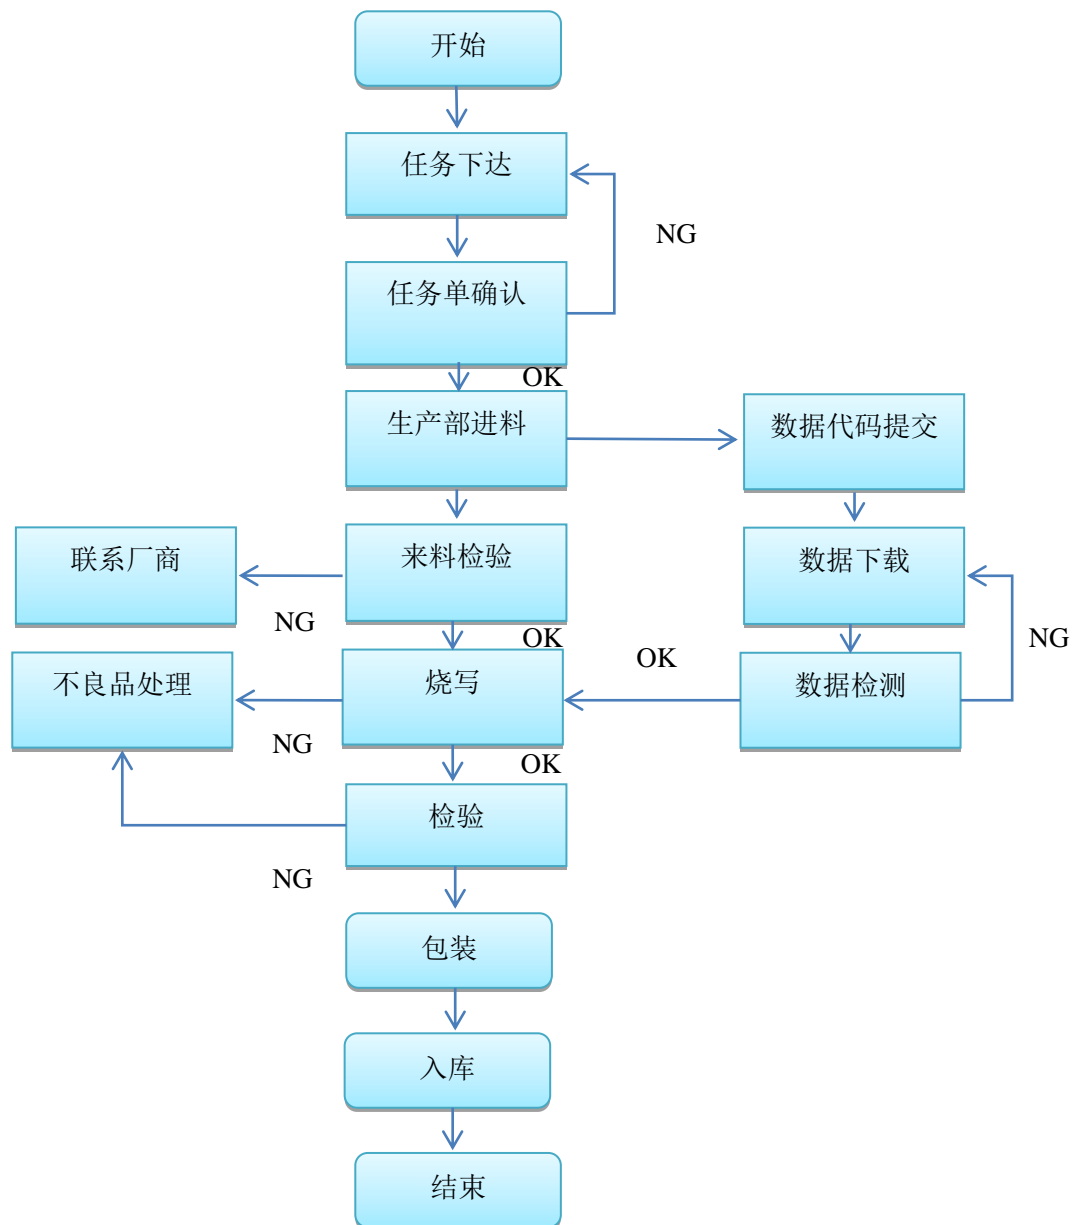 开始
任务下达
NG
任务单确认
OK
生产部进料
数据代码提交
联系厂商
来料检验
数据下载
NG
OK
NG
OK
不良品处理
烧写
数据检测
NG
OK
检验
NG
包装
入库
结束